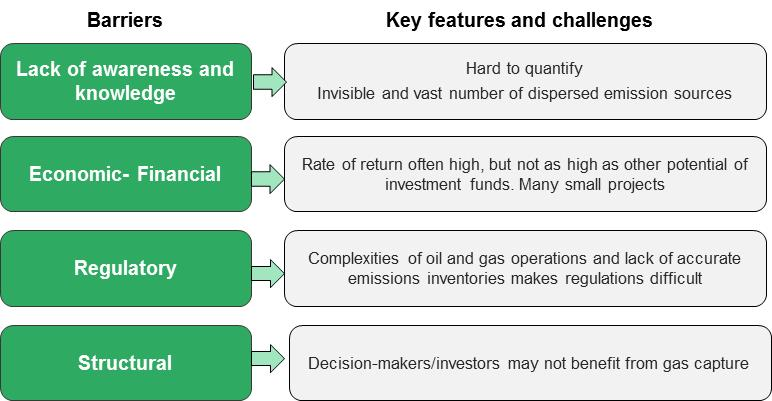 Barriers
Key features and challenges
Lack of awareness and
knowledge
Hard to quantify
Invisible and vast number of dispersed emission sources
Economic- Financial
Rate of return often high, but not as high as other potential of
investment funds. Many small projects
Regulatory
Complexities of oil and gas operations and lack of accurate
emissions inventories makes regulations difficult
Structural
Decision-makers/investors may not benefit from gas capture